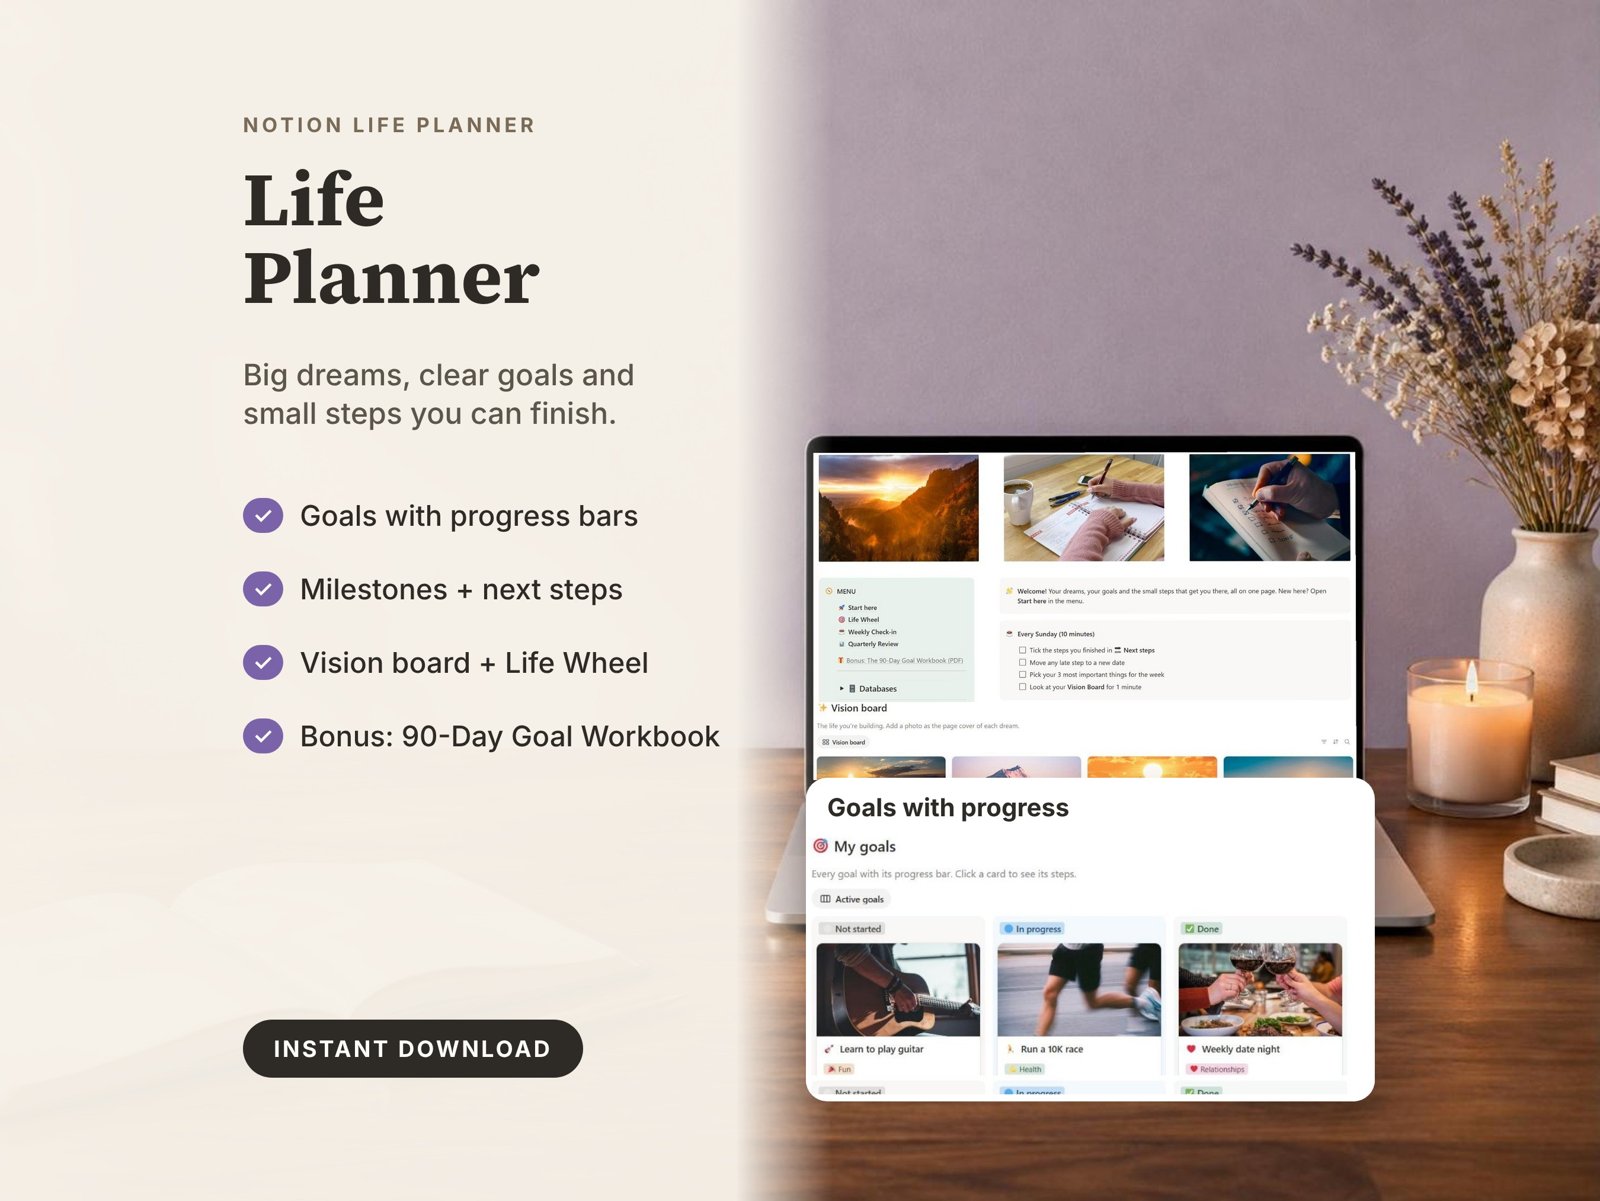 NOTION LIFE PLANNER
Life
Planner
Big dreams, clear goals and
small steps you can finish.
Goals with progress bars
Milestones + next steps
Vision board + Life Wheel
Bonus: 90-Day Goal Workbook
INSTANT DOWNLOAD
MENU
Start here
Life Wheel
Weekly Check-in
Quarterly Review
Bonus: The 90-Day Goal Workbook (PDF)
Databases
Welcome! Your dreams, your goals and the small steps that get you there, all on one page. New here? Open
Start here in the menu.
Every Sunday (10 minutes)
Tick the steps you finished in Next steps
Move any late step to a new date
Pick your 3 most important things for the week
Look at your Vision Board for 1 minute
Vision board
The life you're building. Add a photo as the page cover of each dream.
Vision board
Goals with progress
My goals
Every goal with its progress bar. Click a card to see its steps.
Active goals
Not started
In progress
Done
Learn to play guitar
Run a 10K race
Weekly date night
Fun
Health
Relationships
Not started
In progress
Done